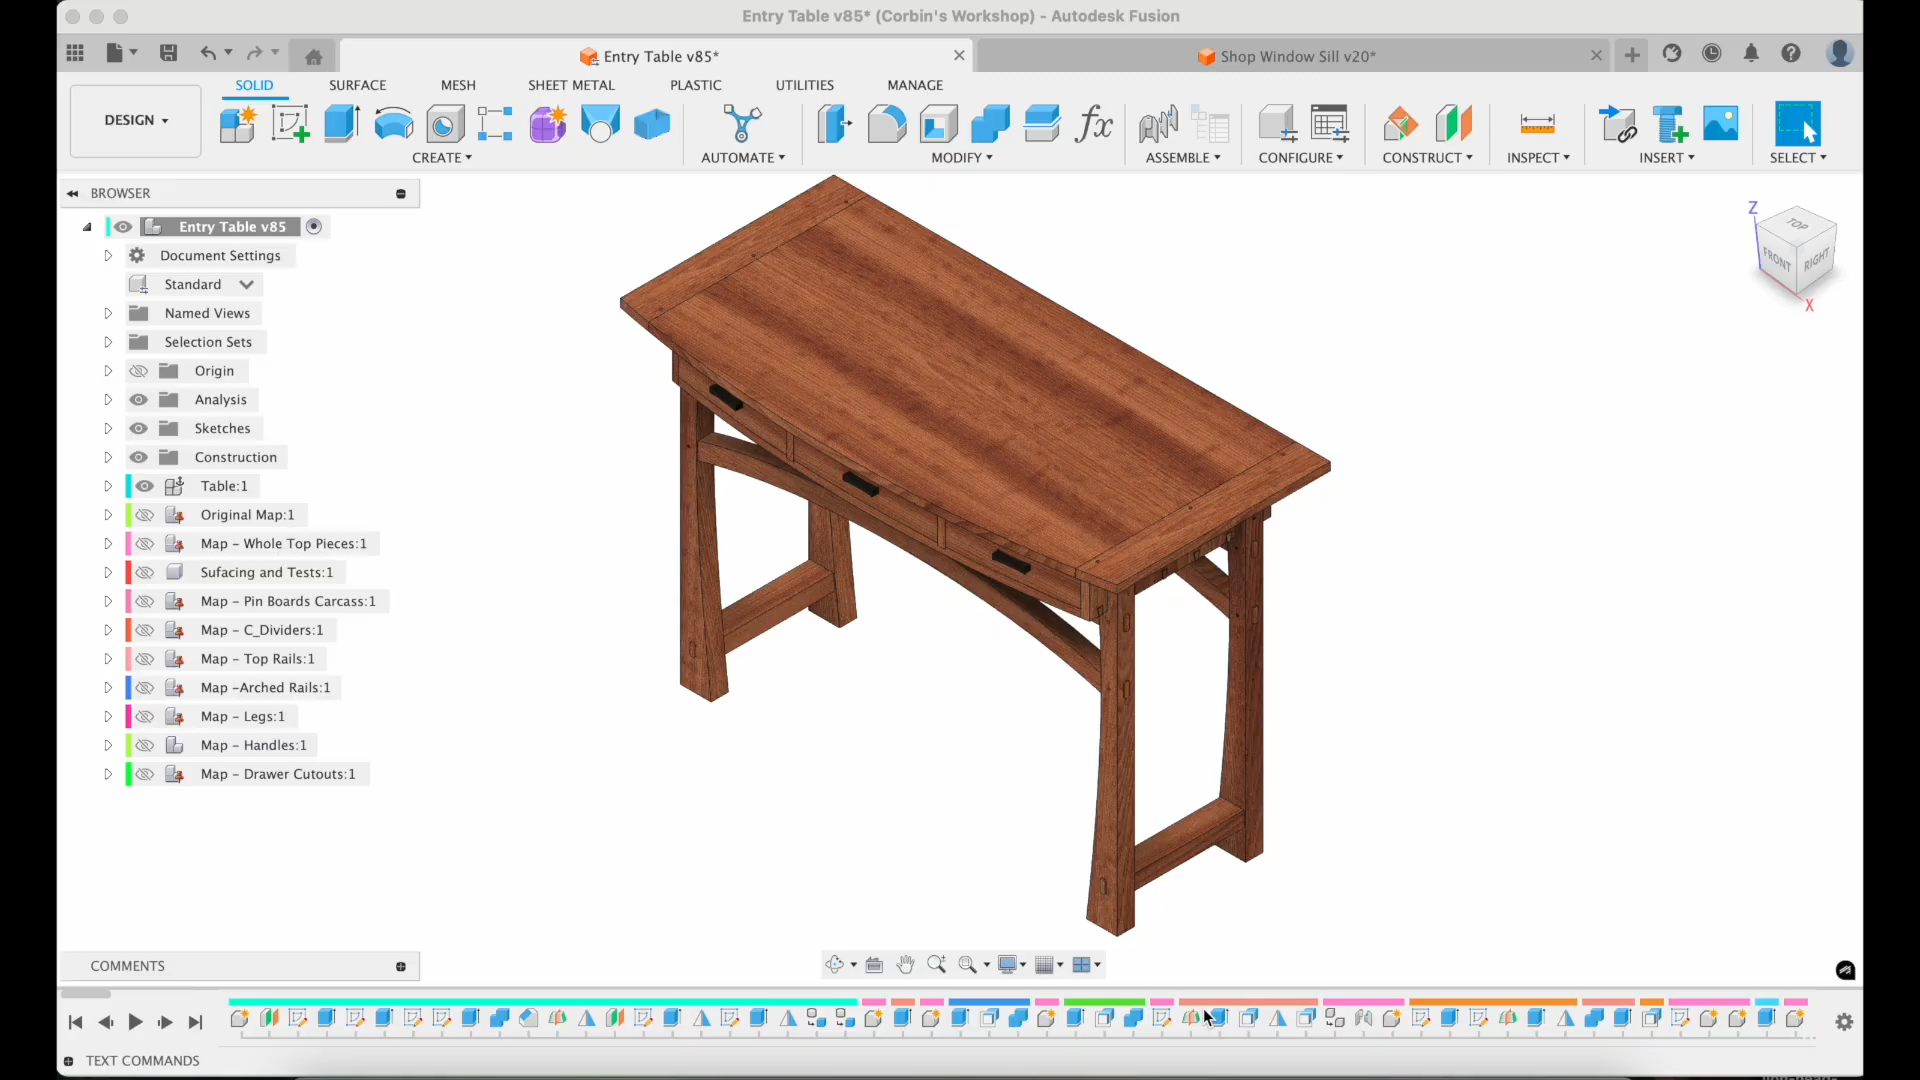 Entry Table v85* (Corbin's Workshop) - Autodesk Fusion
Entry Table v85*
Shop Window Sill v20*
SOLID
SURFACE
MESH
SHEET METAL
PLASTIC
UTILITIES
MANAGE
DESIGN
fx
CREATE
AUTOMATE
MODIFY
ASSEMBLE
CONFIGURE
CONSTRUCT
INSPECT
INSERT
SELECT
BROWSER
Entry Table v85
Document Settings
Standard
Named Views
Selection Sets
Origin
Analysis
Sketches
Construction
Table:1
Original Map:1
Map - Whole Top Pieces:1
Sufacing and Tests:1
Map - Pin Boards Carcass:1
Map - C_Dividers:1
Map - Top Rails:1
Map -Arched Rails:1
Map - Legs:1
Map - Handles:1
Map - Drawer Cutouts:1
Z
TOP
FRONT
RIGHT
X
COMMENTS
TEXT COMMANDS